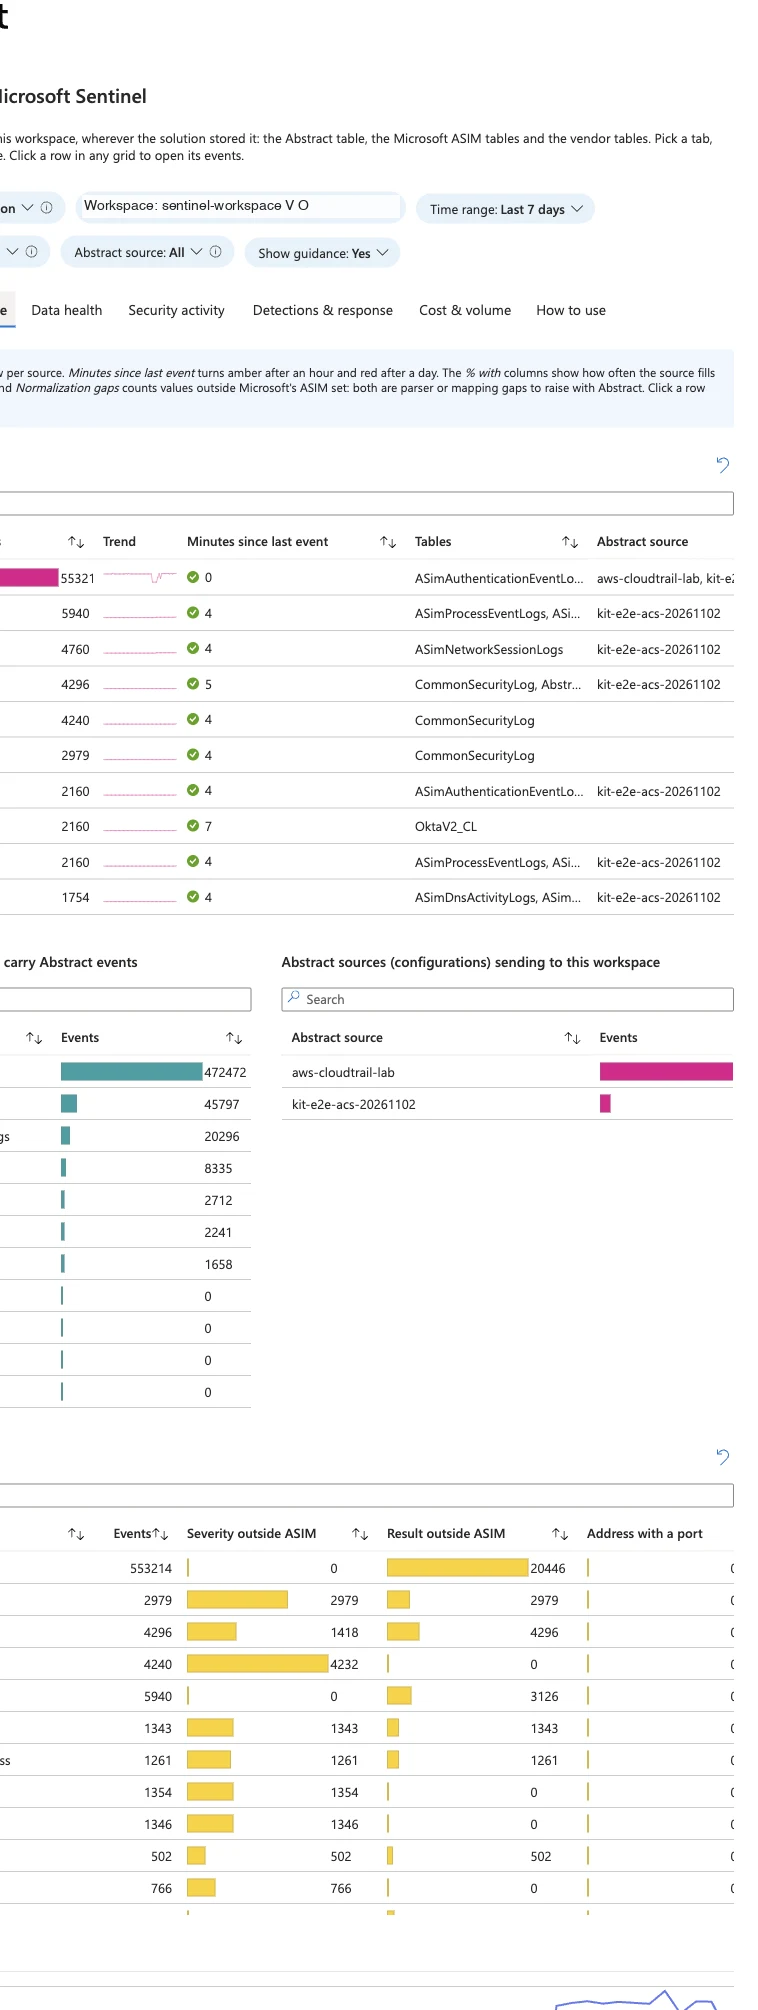 t
licrosoft Sentinel
his workspace, wherever the solution stored it: the Abstract table, the Microsoft ASIM tables and the vendor tables. Pick a tab,
e. Click a row in any grid to open its events.
on Workspace: sentinel-workspace V O Time range: Last 7 days
Abstract source: All Show guidance: Yes
e Data health Security activity Detections & response Cost & volume How to use
v per source. Minutes since last event turns amber after an hour and red after a day. The % with columns show how often the source fills
nd Normalization gaps counts values outside Microsoft's ASIM set: both are parser or mapping gaps to raise with Abstract. Click a row
s ↑↓ Trend Minutes since last event ↑↓ Tables ↑↓ Abstract source
55321 0 ASimAuthenticationEventLo... aws-cloudtrail-lab, kit-e2
5940 4 ASimProcessEventLogs, ASi... kit-e2e-acs-20261102
4760 4 ASimNetworkSessionLogs kit-e2e-acs-20261102
4296 5 CommonSecurityLog, Abstr... kit-e2e-acs-20261102
4240 4 CommonSecurityLog
2979 4 CommonSecurityLog
2160 4 ASimAuthenticationEventLo... kit-e2e-acs-20261102
2160 7 OktaV2_CL
2160 4 ASimProcessEventLogs, ASi... kit-e2e-acs-20261102
1754 4 ASimDnsActivityLogs, ASim... kit-e2e-acs-20261102
carry Abstract events
↑↓ Events ↑↓
472472
45797
gs 20296
8335
2712
2241
1658
0
0
0
0
Abstract sources (configurations) sending to this workspace
Search
Abstract source ↑↓ Events
aws-cloudtrail-lab
kit-e2e-acs-20261102
↑↓ Events↑↓ Severity outside ASIM ↑↓ Result outside ASIM ↑↓ Address with a port
553214 0 20446
2979 2979 2979
4296 1418 4296
4240 4232 0
5940 0 3126
1343 1343 1343
ss 1261 1261 1261
1354 1354 0
1346 1346 0
502 502 502
766 766 0